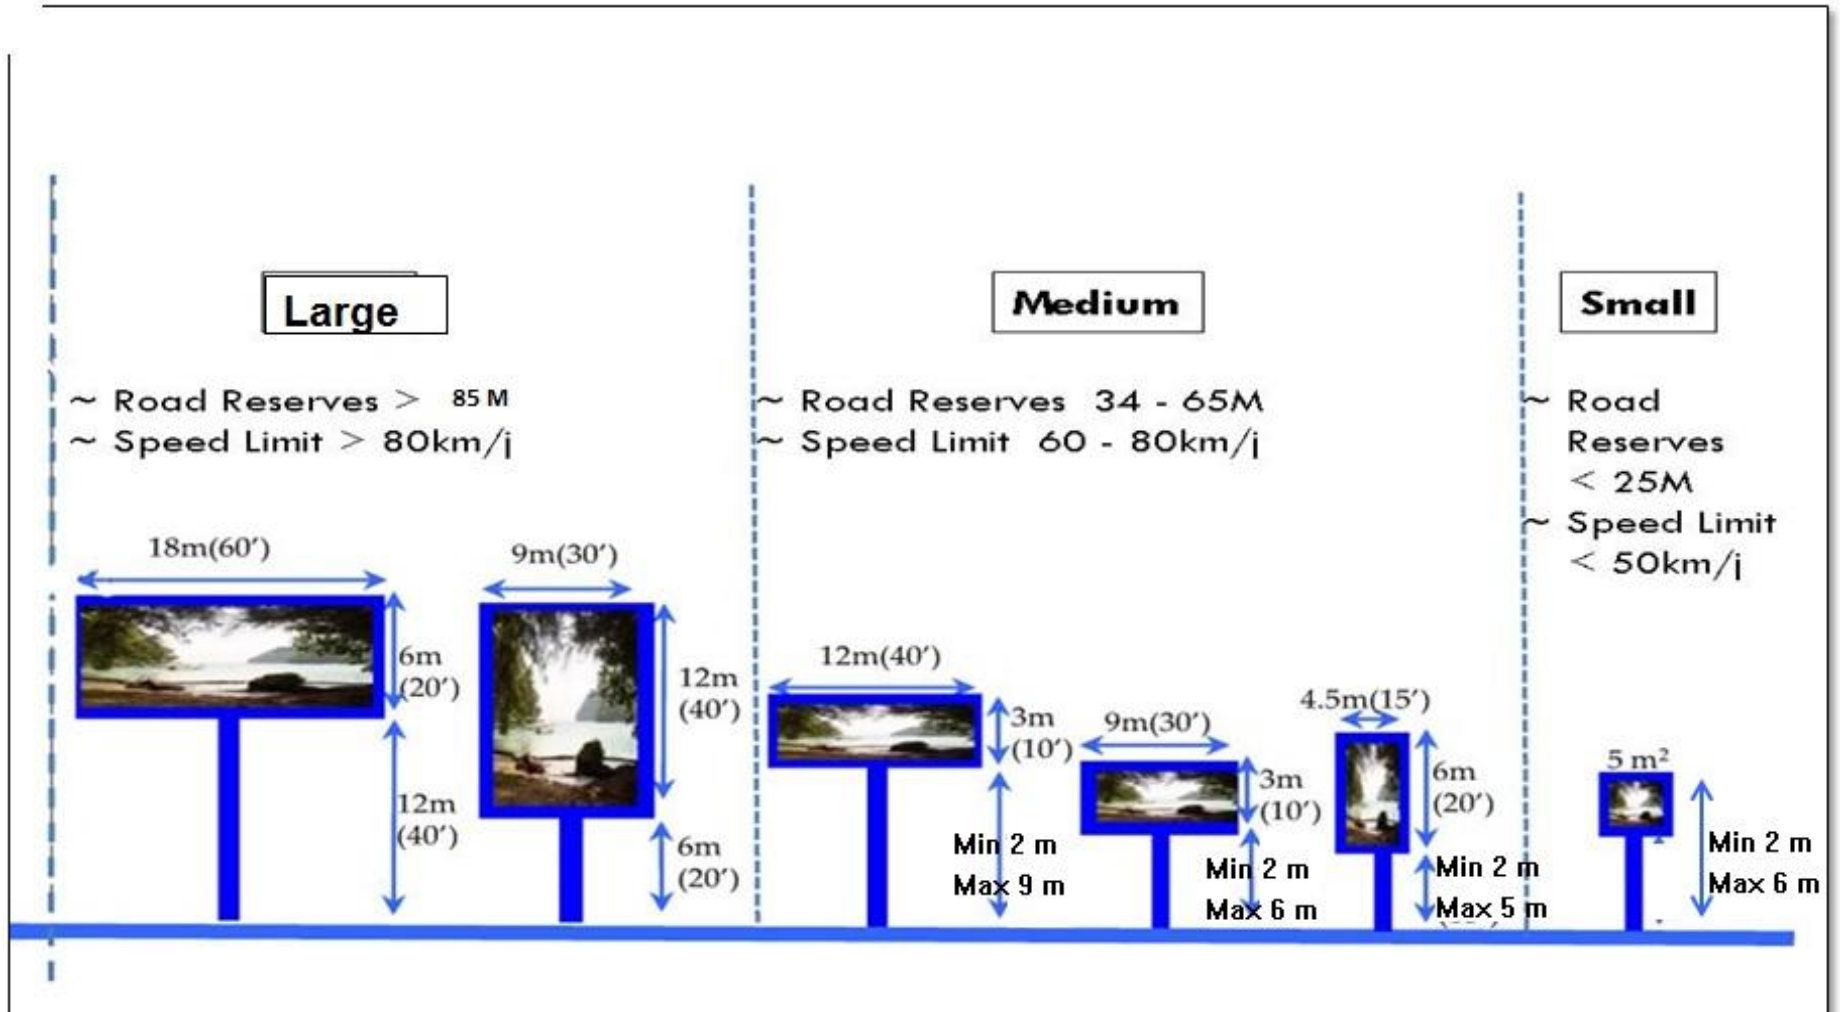 Large
~ Road Reserves > 85 M
~ Speed Limit > 80km/j
18m(60')
6m
(20')
12m
(40')
9m(30')
12m
(40')
6m
(20')
Medium
~ Road Reserves 34 - 65M
~ Speed Limit 60 - 80km/j
12m(40')
3m
(10')
Min 2 m
Max 9 m
9m(30')
3m
(10')
Min 2 m
Max 6 m
4.5m(15')
6m
(20')
Min 2 m
Max 5 m
Small
~ Road
Reserves
< 25M
~ Speed Limit
< 50km/j
5 m²
Min 2 m
Max 6 m